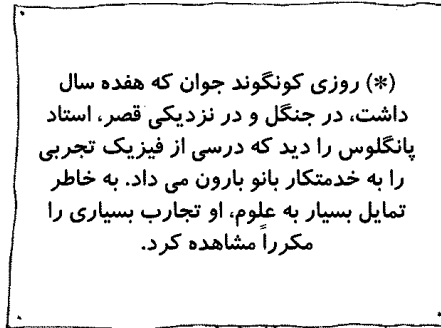 (*) روزی کونگوند جوان که هفده سال
داشت، در جنگل و در نزدیکی قصر، استاد
پانگلوس را دید که درسی از فیزیک تجربی
را به خدمتکار بانو بارون می داد. به خاطر
تمایل بسیار به علوم، او تجارب بسیاری را
مکرراً مشاهده کرد.